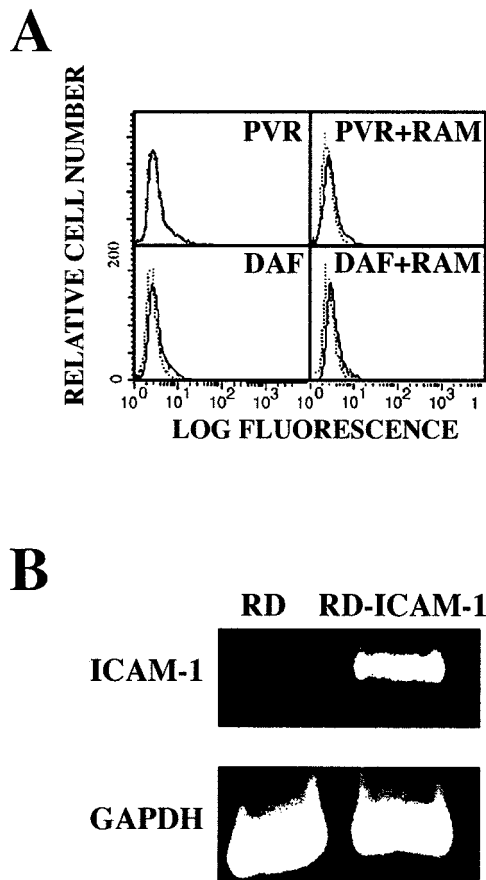 A
RELATIVE CELL NUMBER
PVR PVR+RAM
200
DAF DAF+RAM
0
10⁰ 10¹ 10² 10³ 10⁰ 10¹ 10² 10³ 1
LOG FLUORESCENCE
B
RD RD-ICAM-1
ICAM-1
GAPDH